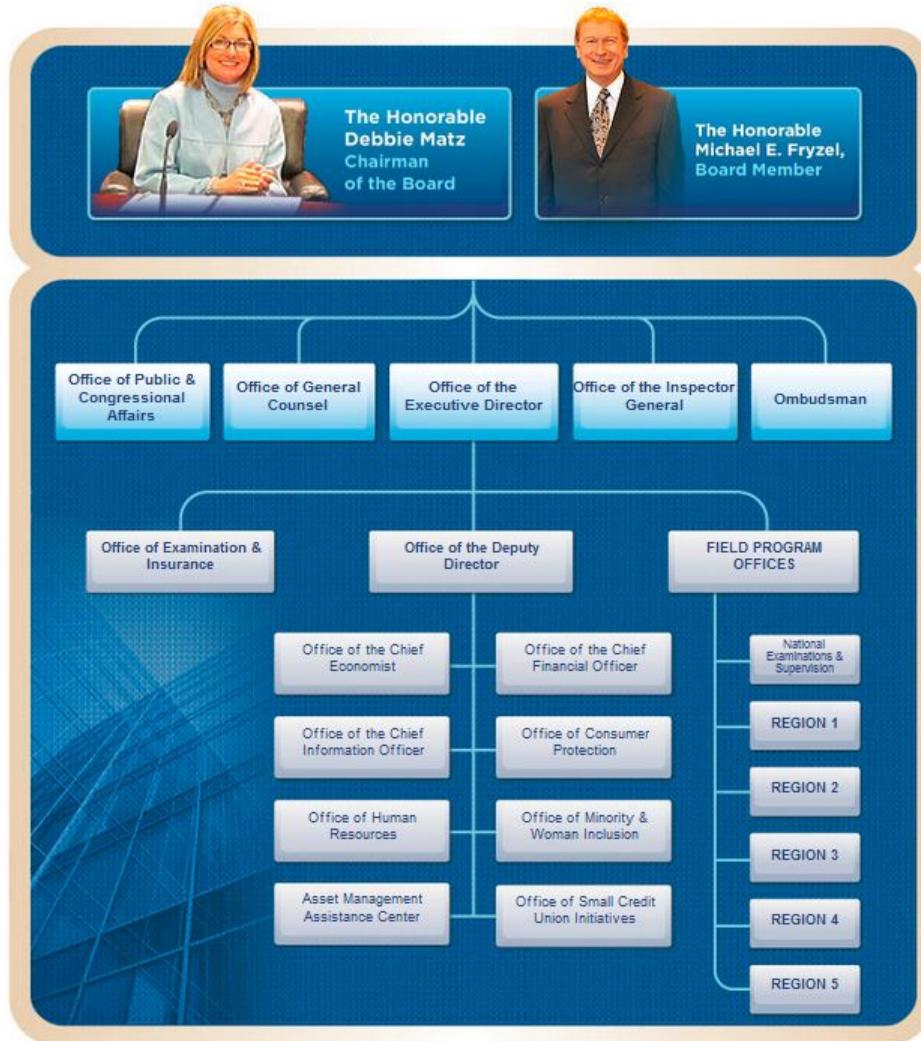 The Honorable
Debbie Matz
Chairman
of the Board
The Honorable
Michael E. Fryzel,
Board Member
Office of Public &
Congressional
Affairs
Office of General
Counsel
Office of the
Executive Director
Office of the Inspector
General
Ombudsman
Office of Examination &
Insurance
Office of the Deputy
Director
FIELD PROGRAM
OFFICES
Office of the Chief
Economist
Office of the Chief
Financial Officer
National
Examinations &
Supervision
Office of the Chief
Information Officer
Office of Consumer
Protection
REGION 1
REGION 2
Office of Human
Resources
Office of Minority &
Woman Inclusion
REGION 3
Asset Management
Assistance Center
Office of Small Credit
Union Initiatives
REGION 4
REGION 5